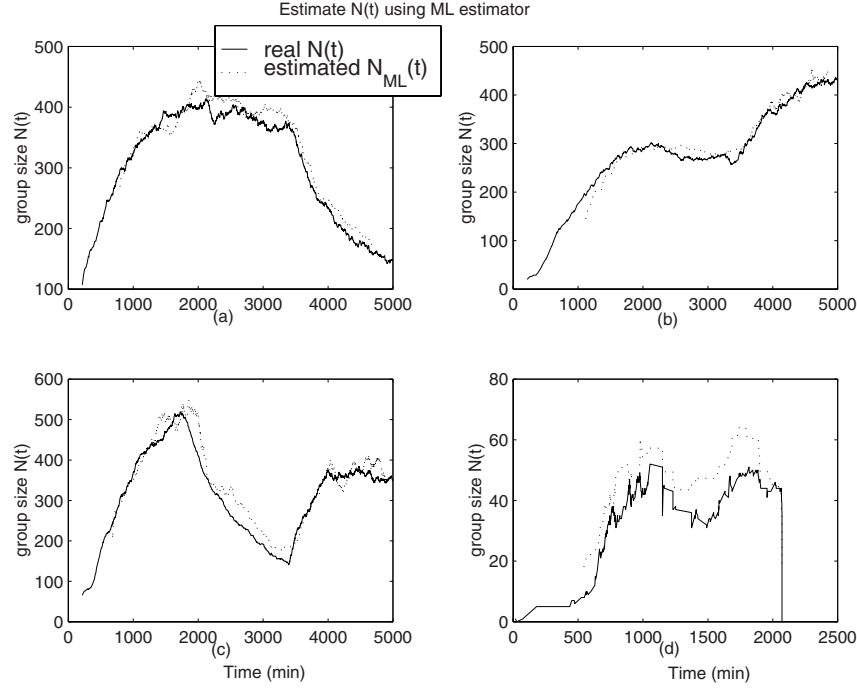 Estimate N(t) using ML estimator
real N(t)
estimated N_ML(t)
500
400
300
200
100
group size N(t)
0 1000 2000 3000 4000 5000
(a)
500
400
300
200
100
0
group size N(t)
0 1000 2000 3000 4000 5000
(b)
600
500
400
300
200
100
0
group size N(t)
0 1000 2000 3000 4000 5000
(c)
Time (min)
80
60
40
20
0
group size N(t)
0 500 1000 1500 2000 2500
(d)
Time (min)